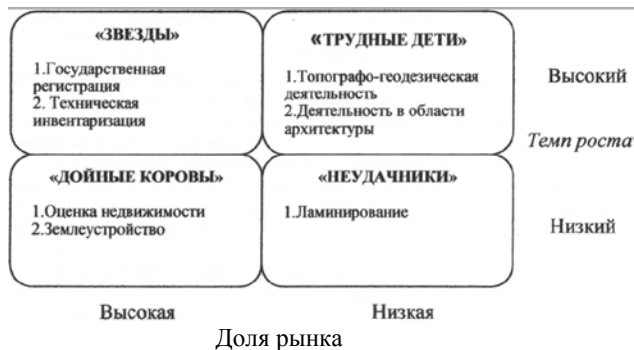 «ЗВЕЗДЫ»
1.Государственная
регистрация
2. Техническая
инвентаризация
«ТРУДНЫЕ ДЕТИ»
1.Топографо-геодезическая
деятельность
2.Деятельность в области
архитектуры
Высокий
Темп роста
«ДОЙНЫЕ КОРОВЫ»
1.Оценка недвижимости
2.Землеустройство
«НЕУДАЧНИКИ»
1.Ламинирование
Низкий
Высокая
Низкая
Доля рынка